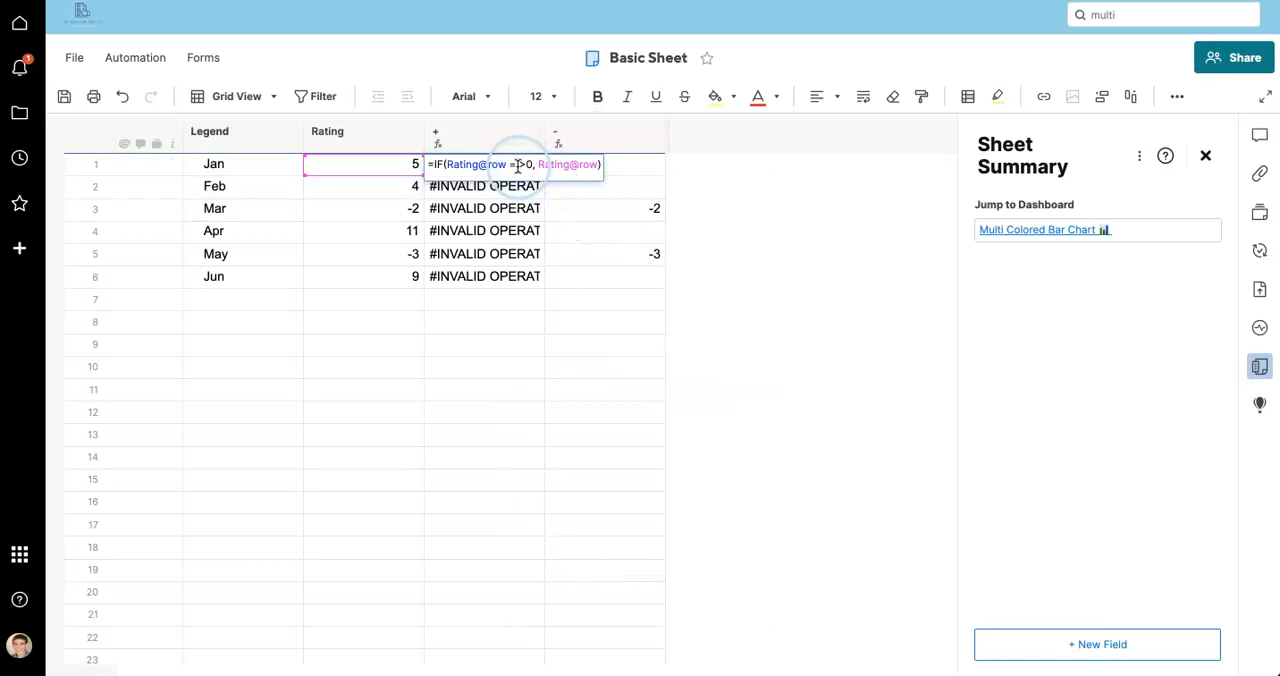 multi
1
File Automation Forms
Basic Sheet
Share
Grid View
Filter
Arial
12
B I U S A
Legend Rating + -
fx fx
1 Jan 5 =IF(Rating@row =>0, Rating@row)
2 Feb 4 #INVALID OPERAT
3 Mar -2 #INVALID OPERAT -2
4 Apr 11 #INVALID OPERAT
5 May -3 #INVALID OPERAT -3
6 Jun 9 #INVALID OPERAT
7
8
9
10
11
12
13
14
15
16
17
18
19
20
21
22
23
Sheet
Summary
Jump to Dashboard
Multi Colored Bar Chart
+ New Field